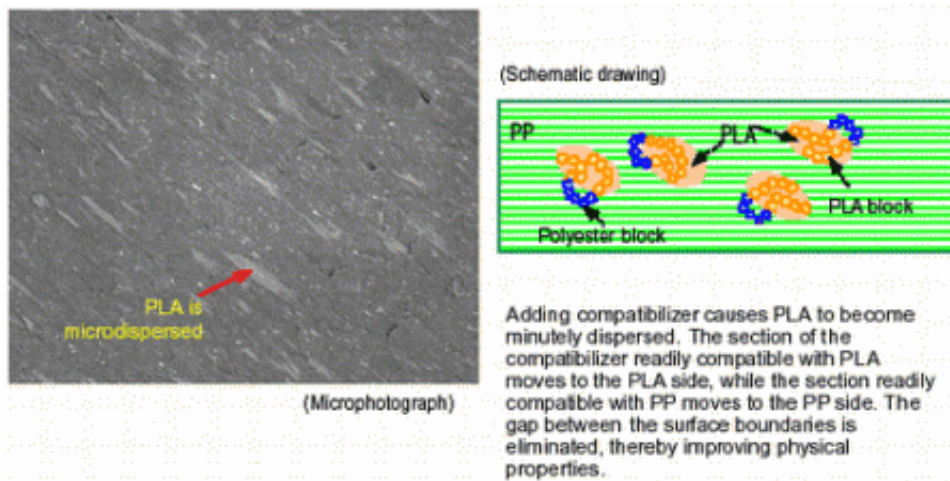 PLA is
microdispersed
(Microphotograph)
(Schematic drawing)
PP
PLA
PLA block
Polyester block
Adding compatibilizer causes PLA to become
minutely dispersed. The section of the
compatibilizer readily compatible with PLA
moves to the PLA side, while the section readily
compatible with PP moves to the PP side. The
gap between the surface boundaries is
eliminated, thereby improving physical
properties.